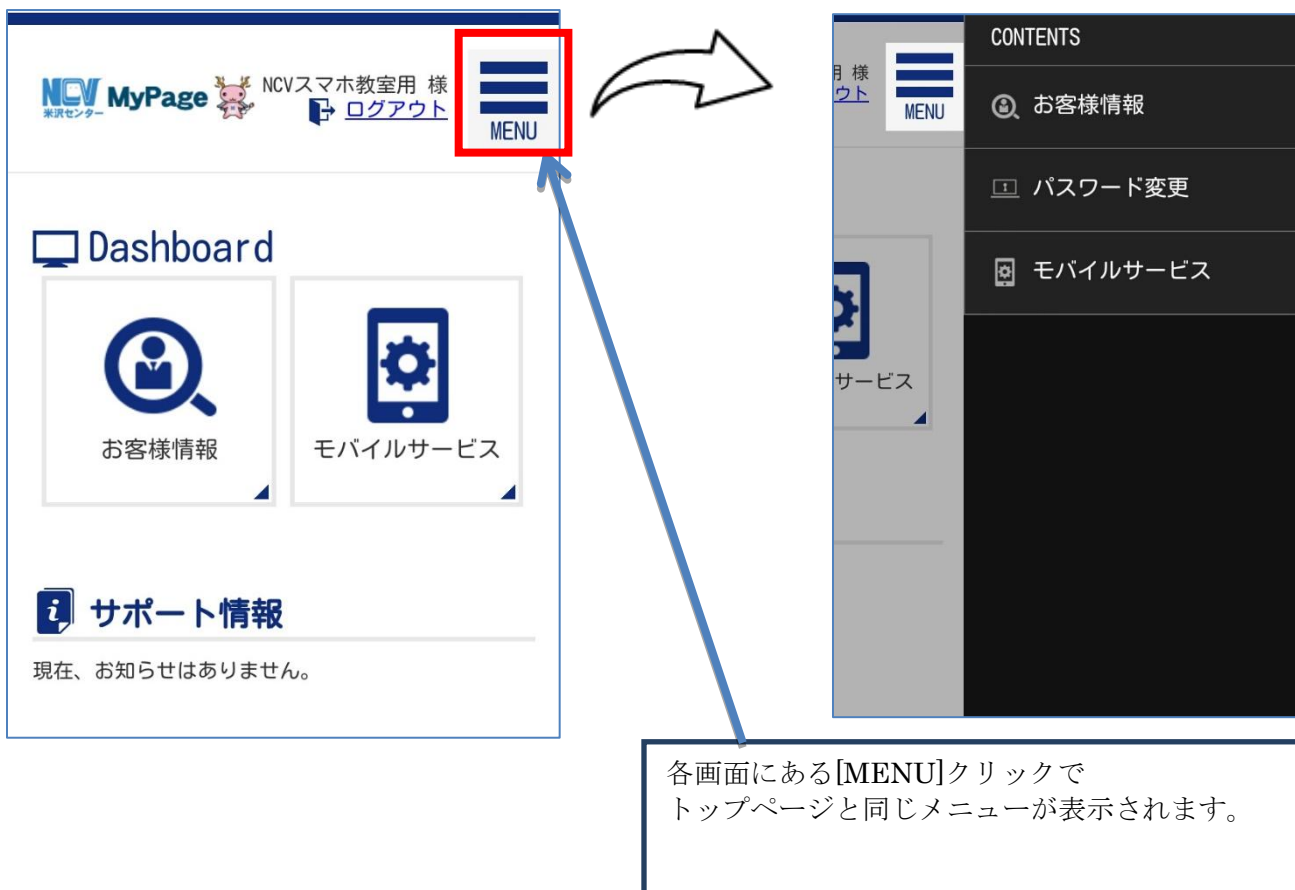 NCV MyPage
米沢センター
NCVスマホ教室用 様
ログアウト
MENU
Dashboard
お客様情報
モバイルサービス
サポート情報
現在、お知らせはありません。
用 様
ウト
MENU
サービス
CONTENTS
お客様情報
パスワード変更
モバイルサービス
各画面にある[MENU]クリックで
トップページと同じメニューが表示されます。